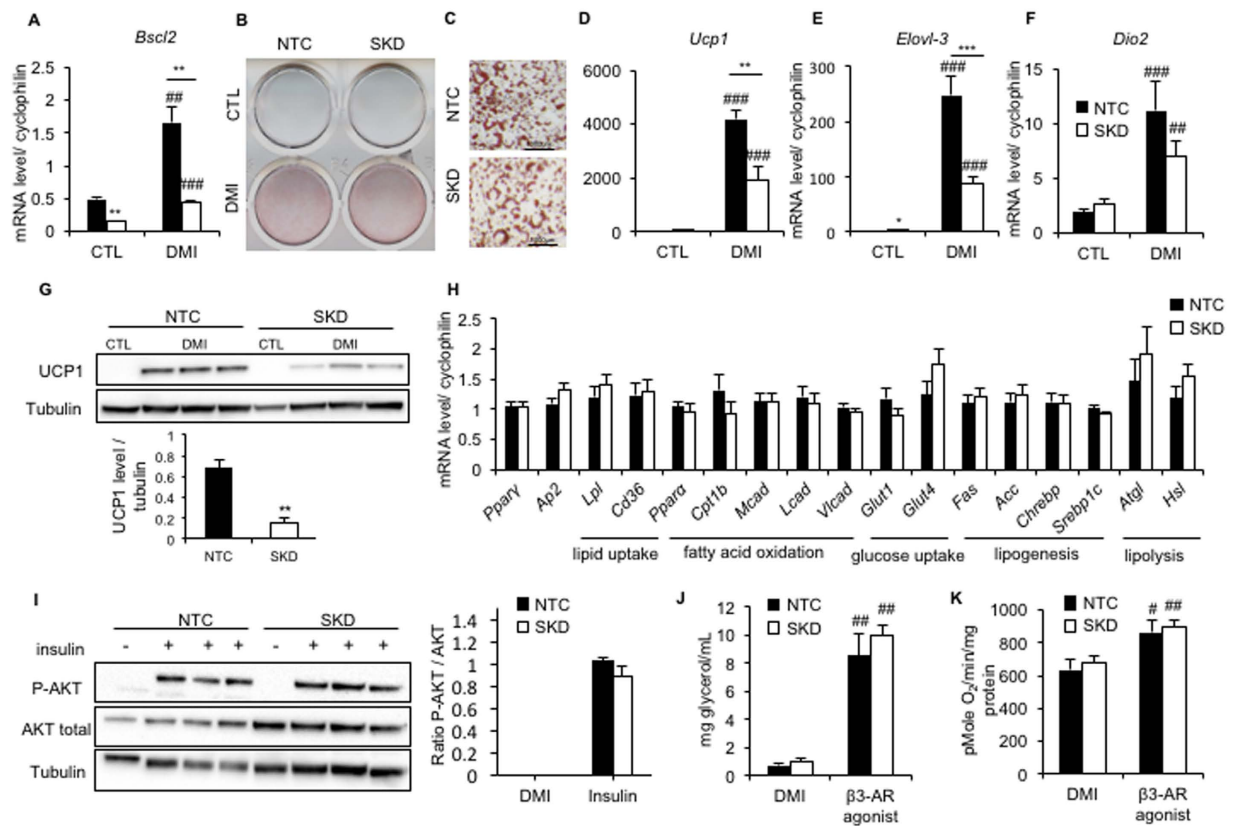 A
Bscl2
mRNA level/ cyclophilin
2.5
2
1.5
1
0.5
0
**
**
##
###
CTL
DMI
B
NTC
SKD
CTL
DMI
C
NTC
SKD
D
Ucp1
6000
4000
2000
0
**
###
###
CTL
DMI
E
Elovl-3
mRNA level/ cyclophilin
300
200
100
0
*
***
###
###
CTL
DMI
F
Dio2
mRNA level/ cyclophilin
15
10
5
0
NTC
SKD
###
##
CTL
DMI
G
NTC
SKD
CTL
DMI
CTL
DMI
UCP1
Tubulin
UCP1 level / tubulin
1
0.8
0.6
0.4
0.2
0
**
NTC
SKD
H
NTC
SKD
mRNA level/ cyclophilin
2.5
2
1.5
1
0.5
0
Pparγ
Ap2
Lpl
Cd36
Pparα
Cpt1b
Mcad
Lcad
Vlcad
Glut1
Glut4
Fas
Acc
Chrebp
Srebp1c
Atgl
Hsl
lipid uptake
fatty acid oxidation
glucose uptake
lipogenesis
lipolysis
I
NTC
SKD
insulin
- + + + - + + +
P-AKT
AKT total
Tubulin
NTC
SKD
Ratio P-AKT / AKT
1.4
1.2
1
0.8
0.6
0.4
0.2
0
DMI
Insulin
J
NTC
SKD
mg glycerol/mL
12
10
8
6
4
2
0
##
##
DMI
β3-AR
agonist
K
NTC
SKD
pMole O₂/min/mg
protein
1000
800
600
400
200
0
#
##
DMI
β3-AR
agonist